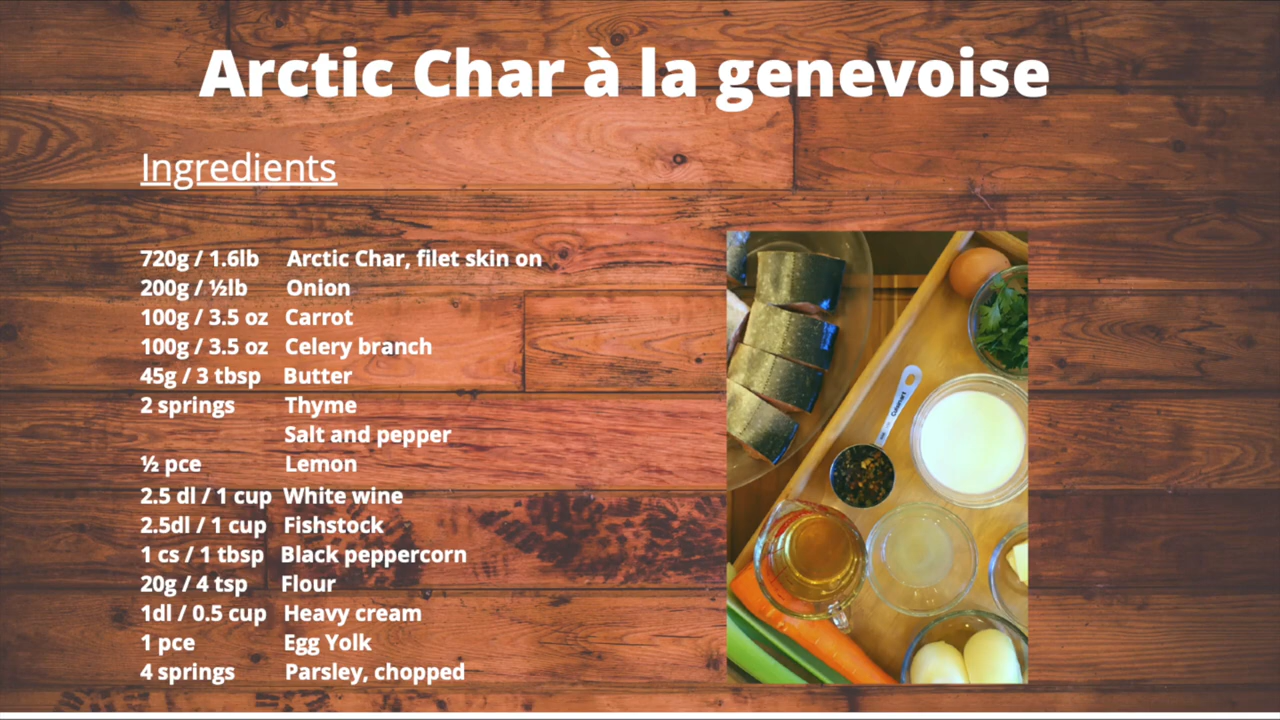 Arctic Char à la genevoise
Ingredients
720g / 1.6lb Arctic Char, filet skin on
200g / ½lb Onion
100g / 3.5 oz Carrot
100g / 3.5 oz Celery branch
45g / 3 tbsp Butter
2 springs Thyme
Salt and pepper
½ pce Lemon
2.5 dl / 1 cup White wine
2.5dl / 1 cup Fishstock
1 cs / 1 tbsp Black peppercorn
20g / 4 tsp Flour
1dl / 0.5 cup Heavy cream
1 pce Egg Yolk
4 springs Parsley, chopped
Cuisinart